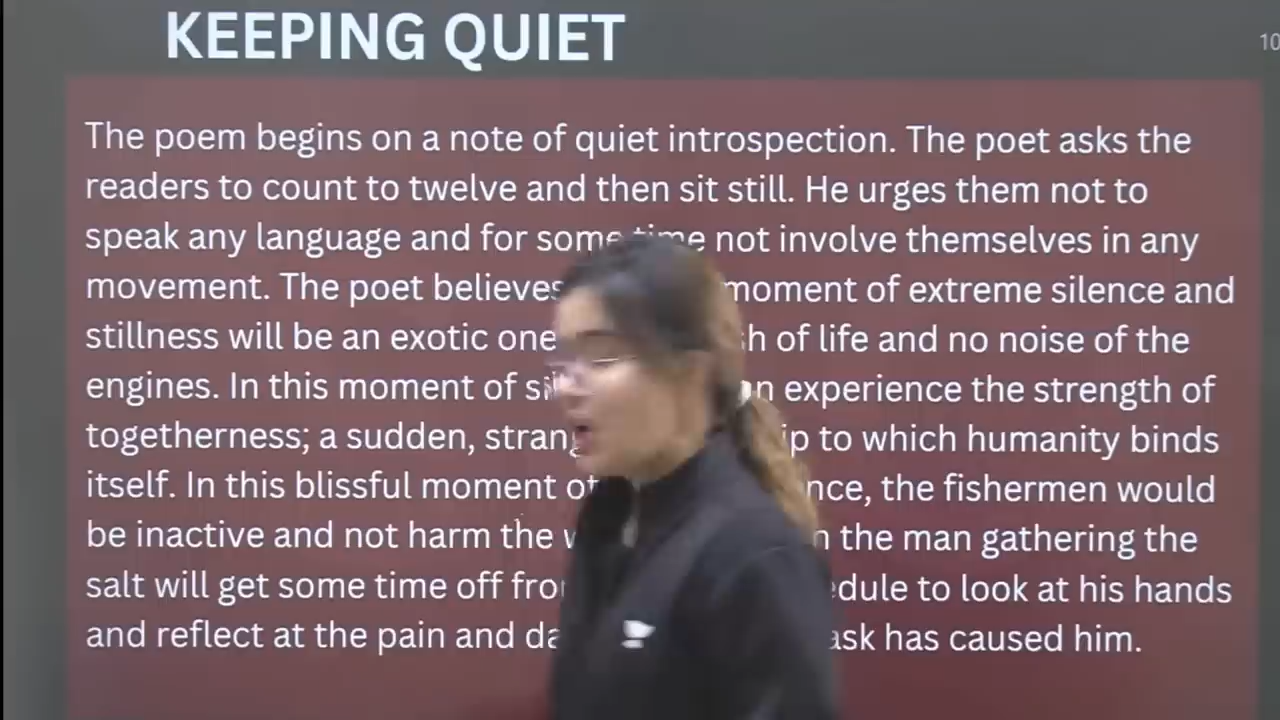 KEEPING QUIET
10
The poem begins on a note of quiet introspection. The poet asks the
readers to count to twelve and then sit still. He urges them not to
speak any language and for some time not involve themselves in any
movement. The poet believes moment of extreme silence and
stillness will be an exotic one of life and no noise of the
engines. In this moment of experience the strength of
togetherness; a sudden, to which humanity binds
itself. In this blissful moment the fishermen would
be inactive and not harm the the man gathering the
salt will get some time off to look at his hands
and reflect at the pain and has caused him.